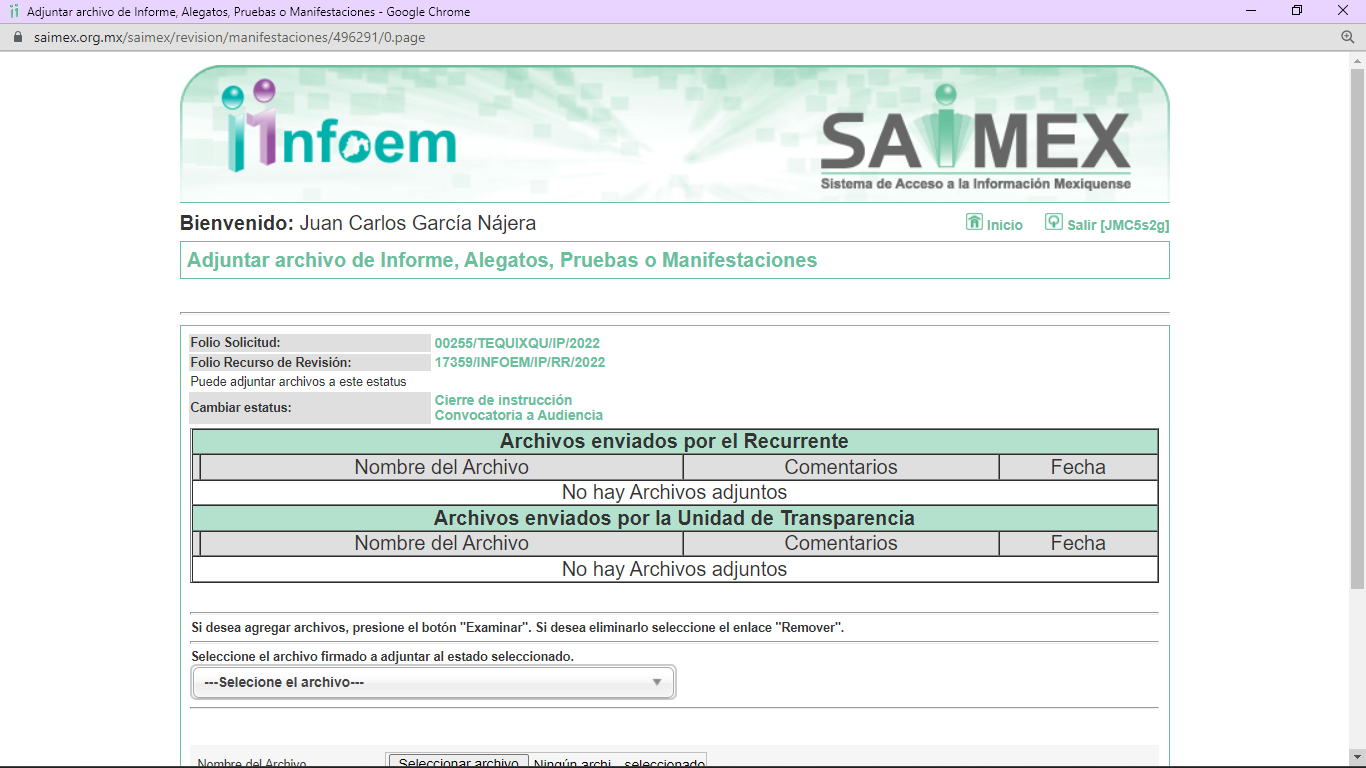 Adjuntar archivo de Informe, Alegatos, Pruebas o Manifestaciones - Google Chrome
saimex.org.mx/saimex/revision/manifestaciones/496291/0.page
infoem
SAIMEX
Sistema de Acceso a la Información Mexiquense
Bienvenido: Juan Carlos García Nájera
Inicio Salir [JMC5s2g]
Adjuntar archivo de Informe, Alegatos, Pruebas o Manifestaciones
Folio Solicitud: 00255/TEQUIXQU/IP/2022
Folio Recurso de Revisión: 17359/INFOEM/IP/RR/2022
Puede adjuntar archivos a este estatus
Cambiar estatus: Cierre de instrucción
Convocatoria a Audiencia
Archivos enviados por el Recurrente
Nombre del Archivo Comentarios Fecha
No hay Archivos adjuntos
Archivos enviados por la Unidad de Transparencia
Nombre del Archivo Comentarios Fecha
No hay Archivos adjuntos
Si desea agregar archivos, presione el botón "Examinar". Si desea eliminarlo seleccione el enlace "Remover".
Seleccione el archivo firmado a adjuntar al estado seleccionado.
---Selecione el archivo---
Nombre del Archivo Seleccionar archivo Ningún archi...seleccionado